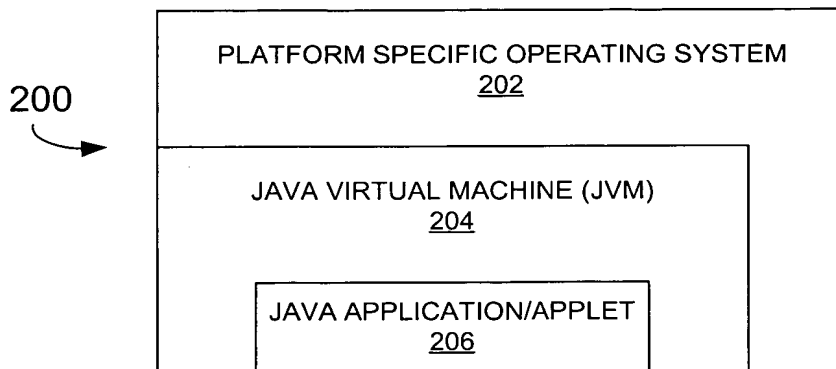 PLATFORM SPECIFIC OPERATING SYSTEM
202
200
JAVA VIRTUAL MACHINE (JVM)
204
JAVA APPLICATION/APPLET
206